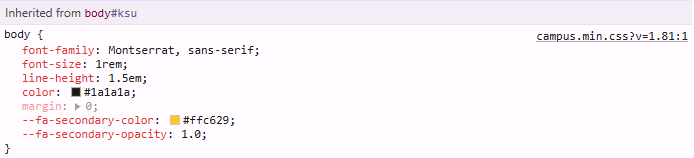 Inherited from body#ksu
body {
campus.min.css?v=1.81:1
font-family: Montserrat, sans-serif;
font-size: 1rem;
line-height: 1.5em;
color: #1a1a1a;
margin: ▶ 0;
--fa-secondary-color: #ffc629;
--fa-secondary-opacity: 1.0;
}